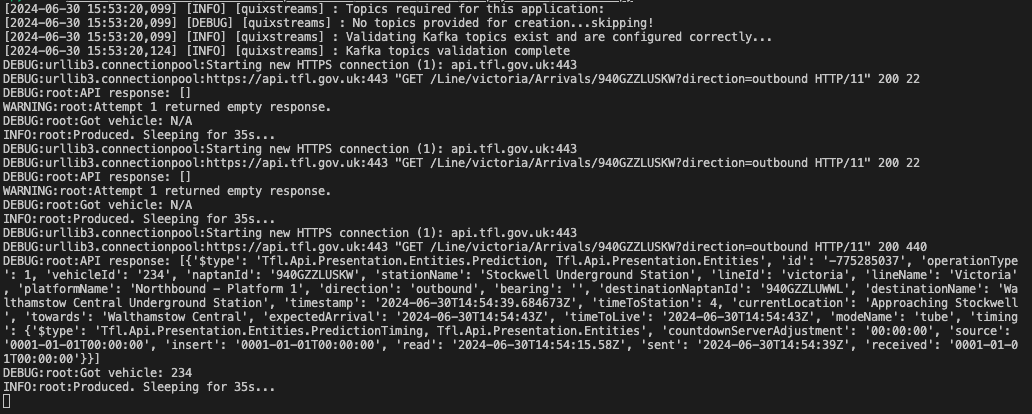 [2024-06-30 15:53:20,099] [INFO] [quixstreams] : Topics required for this application:
[2024-06-30 15:53:20,099] [DEBUG] [quixstreams] : No topics provided for creation...skipping!
[2024-06-30 15:53:20,099] [INFO] [quixstreams] : Validating Kafka topics exist and are configured correctly...
[2024-06-30 15:53:20,124] [INFO] [quixstreams] : Kafka topics validation complete
DEBUG:urllib3.connectionpool:Starting new HTTPS connection (1): api.tfl.gov.uk:443
DEBUG:urllib3.connectionpool:https://api.tfl.gov.uk:443 "GET /Line/victoria/Arrivals/940GZZLUSKW?direction=outbound HTTP/11" 200 22
DEBUG:root:API response: []
WARNING:root:Attempt 1 returned empty response.
DEBUG:root:Got vehicle: N/A
INFO:root:Produced. Sleeping for 35s...
DEBUG:urllib3.connectionpool:Starting new HTTPS connection (1): api.tfl.gov.uk:443
DEBUG:urllib3.connectionpool:https://api.tfl.gov.uk:443 "GET /Line/victoria/Arrivals/940GZZLUSKW?direction=outbound HTTP/11" 200 22
DEBUG:root:API response: []
WARNING:root:Attempt 1 returned empty response.
DEBUG:root:Got vehicle: N/A
INFO:root:Produced. Sleeping for 35s...
DEBUG:urllib3.connectionpool:Starting new HTTPS connection (1): api.tfl.gov.uk:443
DEBUG:urllib3.connectionpool:https://api.tfl.gov.uk:443 "GET /Line/victoria/Arrivals/940GZZLUSKW?direction=outbound HTTP/11" 200 440
DEBUG:root:API response: [{'$type': 'Tfl.Api.Presentation.Entities.Prediction, Tfl.Api.Presentation.Entities', 'id': '-775285037', 'operationType
': 1, 'vehicleId': '234', 'naptanId': '940GZZLUSKW', 'stationName': 'Stockwell Underground Station', 'lineId': 'victoria', 'lineName': 'Victoria'
, 'platformName': 'Northbound - Platform 1', 'direction': 'outbound', 'bearing': '', 'destinationNaptanId': '940GZZLUWWL', 'destinationName': 'Wa
lthamstow Central Underground Station', 'timestamp': '2024-06-30T14:54:39.684673Z', 'timeToStation': 4, 'currentLocation': 'Approaching Stockwell'
, 'towards': 'Walthamstow Central', 'expectedArrival': '2024-06-30T14:54:43Z', 'timeToLive': '2024-06-30T14:54:43Z', 'modeName': 'tube', 'timing
': {'$type': 'Tfl.Api.Presentation.Entities.PredictionTiming, Tfl.Api.Presentation.Entities', 'countdownServerAdjustment': '00:00:00', 'source':
'0001-01-01T00:00:00', 'insert': '0001-01-01T00:00:00', 'read': '2024-06-30T14:54:15.58Z', 'sent': '2024-06-30T14:54:39Z', 'received': '0001-01-0
1T00:00:00'}}]
DEBUG:root:Got vehicle: 234
INFO:root:Produced. Sleeping for 35s...